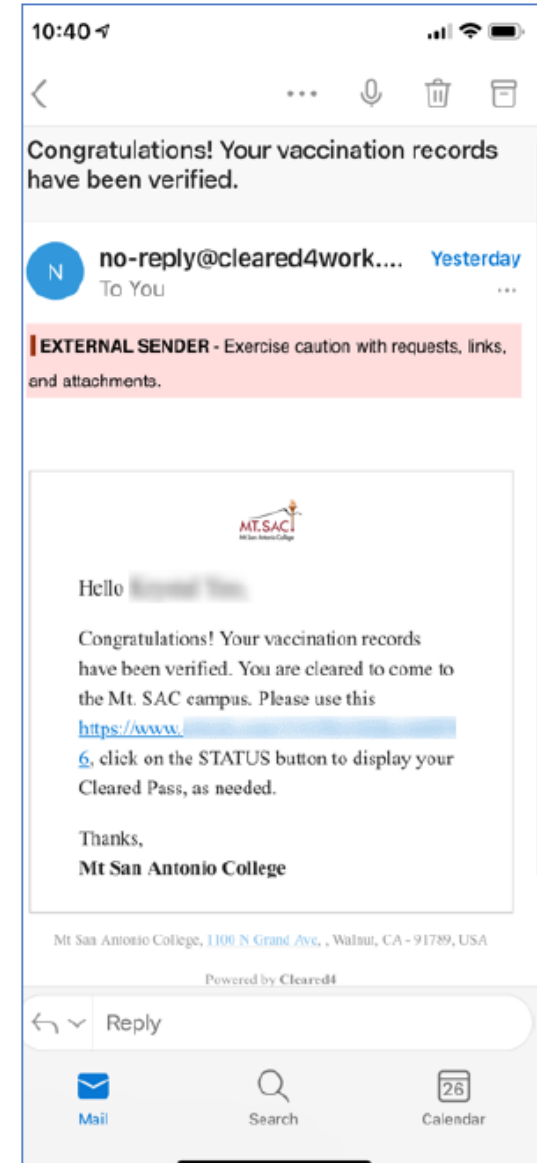 10:40
Congratulations! Your vaccination records
have been verified.
N
no-reply@cleared4work....
Yesterday
To You
...
EXTERNAL SENDER - Exercise caution with requests, links,
and attachments.
MT.SAC
Mt. San Antonio College
Hello
Congratulations! Your vaccination records
have been verified. You are cleared to come to
the Mt. SAC campus. Please use this
https://www.
6, click on the STATUS button to display your
Cleared Pass, as needed.
Thanks,
Mt San Antonio College
Mt San Antonio College, 1100 N Grand Ave, , Walnut, CA - 91789, USA
Powered by Cleared4
Reply
26
Mail
Search
Calendar